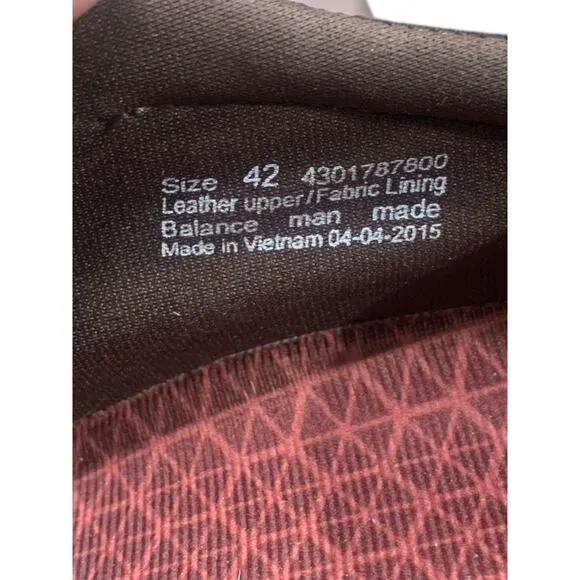 Size 42 4301787800
Leather upper/Fabric Lining
Balance man made
Made in Vietnam 04-04-2015